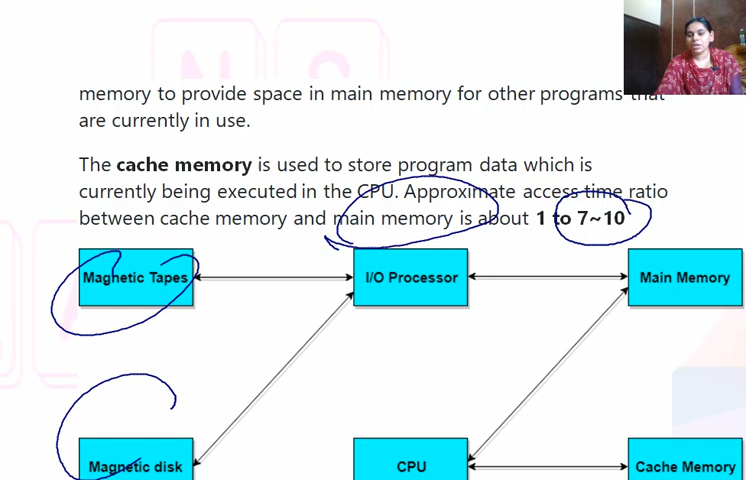 memory to provide space in main memory for other programs that
are currently in use.
The cache memory is used to store program data which is
currently being executed in the CPU. Approximate access time ratio
between cache memory and main memory is about 1 to 7~10
Magnetic Tapes
I/O Processor
Main Memory
Magnetic disk
CPU
Cache Memory